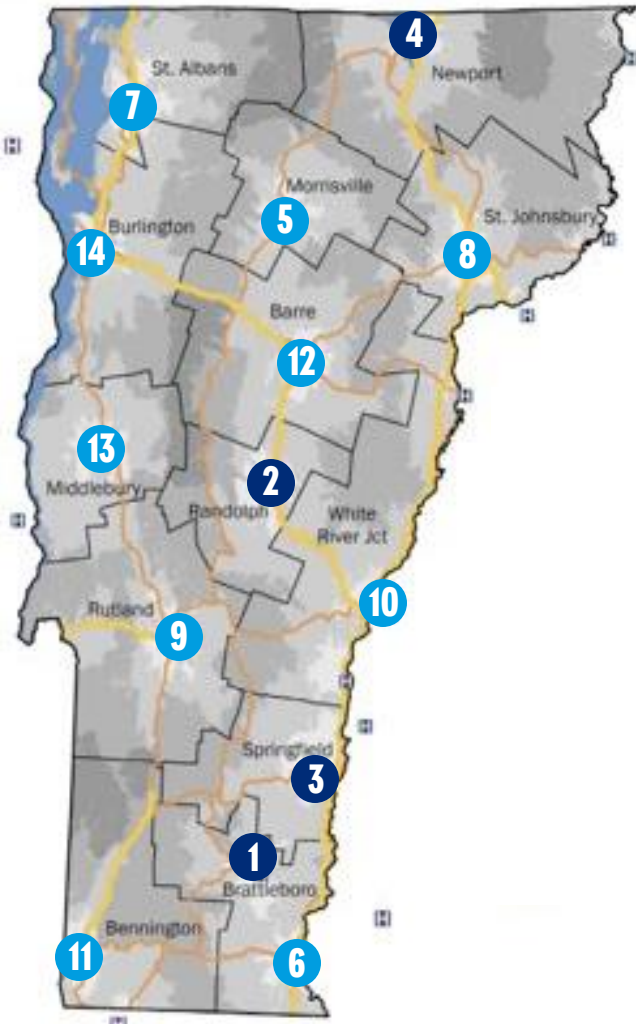 4
St. Albans
Newport
7
H
H
Morrisville
5
St. Johnsbury
Burlington
14
8
H
Barre
H
12
H
13
Middlebury
2
Randolph
White
River Jct
H
10
Rutland
9
H
H
Springfield
3
1
Brattleboro
Bennington
H
11
6
H